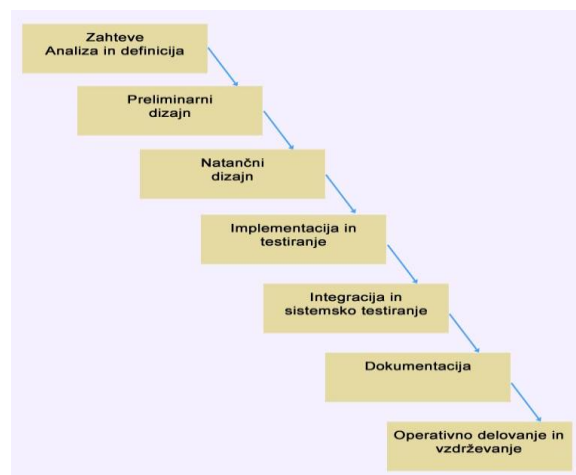 Zahteve
Analiza in definicija
Preliminarni
dizajn
Natančni
dizajn
Implementacija in
testiranje
Integracija in
sistemsko testiranje
Dokumentacija
Operativno delovanje in
vzdrževanje